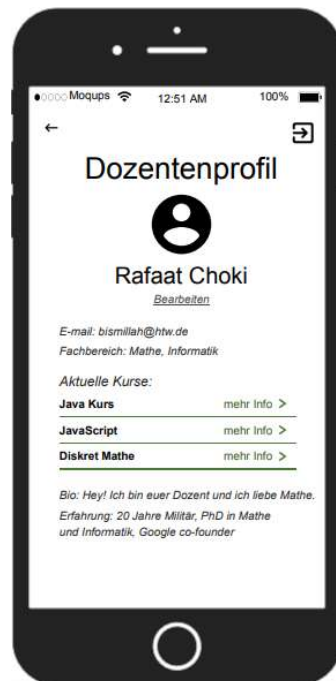 Moqups 12:51 AM 100%
Dozentenprofil
Rafaat Choki
Bearbeiten
E-mail: bismillah@htw.de
Fachbereich: Mathe, Informatik
Aktuelle Kurse:
Java Kurs mehr Info >
JavaScript mehr Info >
Diskret Mathe mehr Info >
Bio: Hey! Ich bin euer Dozent und ich liebe Mathe.
Erfahrung: 20 Jahre Militär, PhD in Mathe
und Informatik, Google co-founder